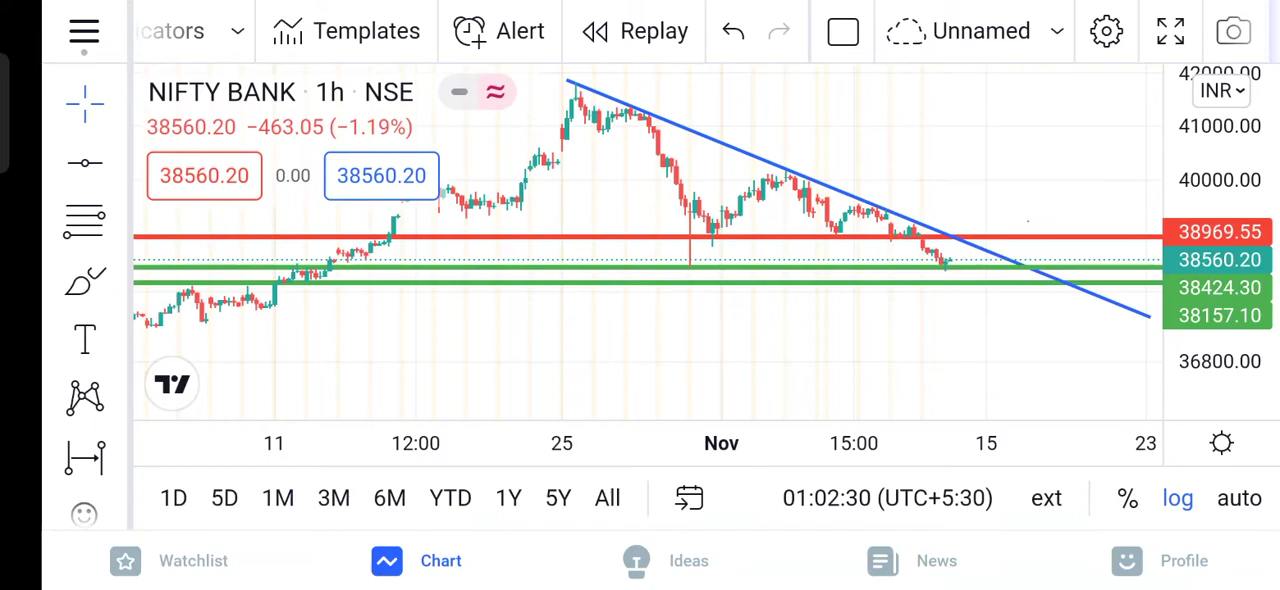 cators Templates Alert Replay Unnamed
NIFTY BANK · 1h · NSE
38560.20 −463.05 (−1.19%)
38560.20 0.00 38560.20
42000.00
INR
41000.00
40000.00
38969.55
38560.20
38424.30
38157.10
36800.00
11 12:00 25 Nov 15:00 15 23
1D 5D 1M 3M 6M YTD 1Y 5Y All 01:02:30 (UTC+5:30) ext % log auto
Watchlist Chart Ideas News Profile